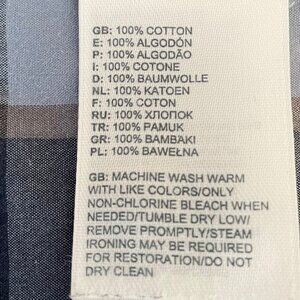 GB: 100% COTTON
E: 100% ALGODÓN
P: 100% ALGODÃO
I: 100% COTONE
D: 100% BAUMWOLLE
NL: 100% KATOEN
F: 100% COTON
RU: 100% ХЛОПОК
TR: 100% PAMUK
GR: 100% BAMBAKI
PL: 100% BAWEŁNA
GB: MACHINE WASH WARM
WITH LIKE COLORS/ONLY
NON-CHLORINE BLEACH WHEN
NEEDED/TUMBLE DRY LOW/
REMOVE PROMPTLY/STEAM
IRONING MAY BE REQUIRED
FOR RESTORATION/DO NOT
DRY CLEAN